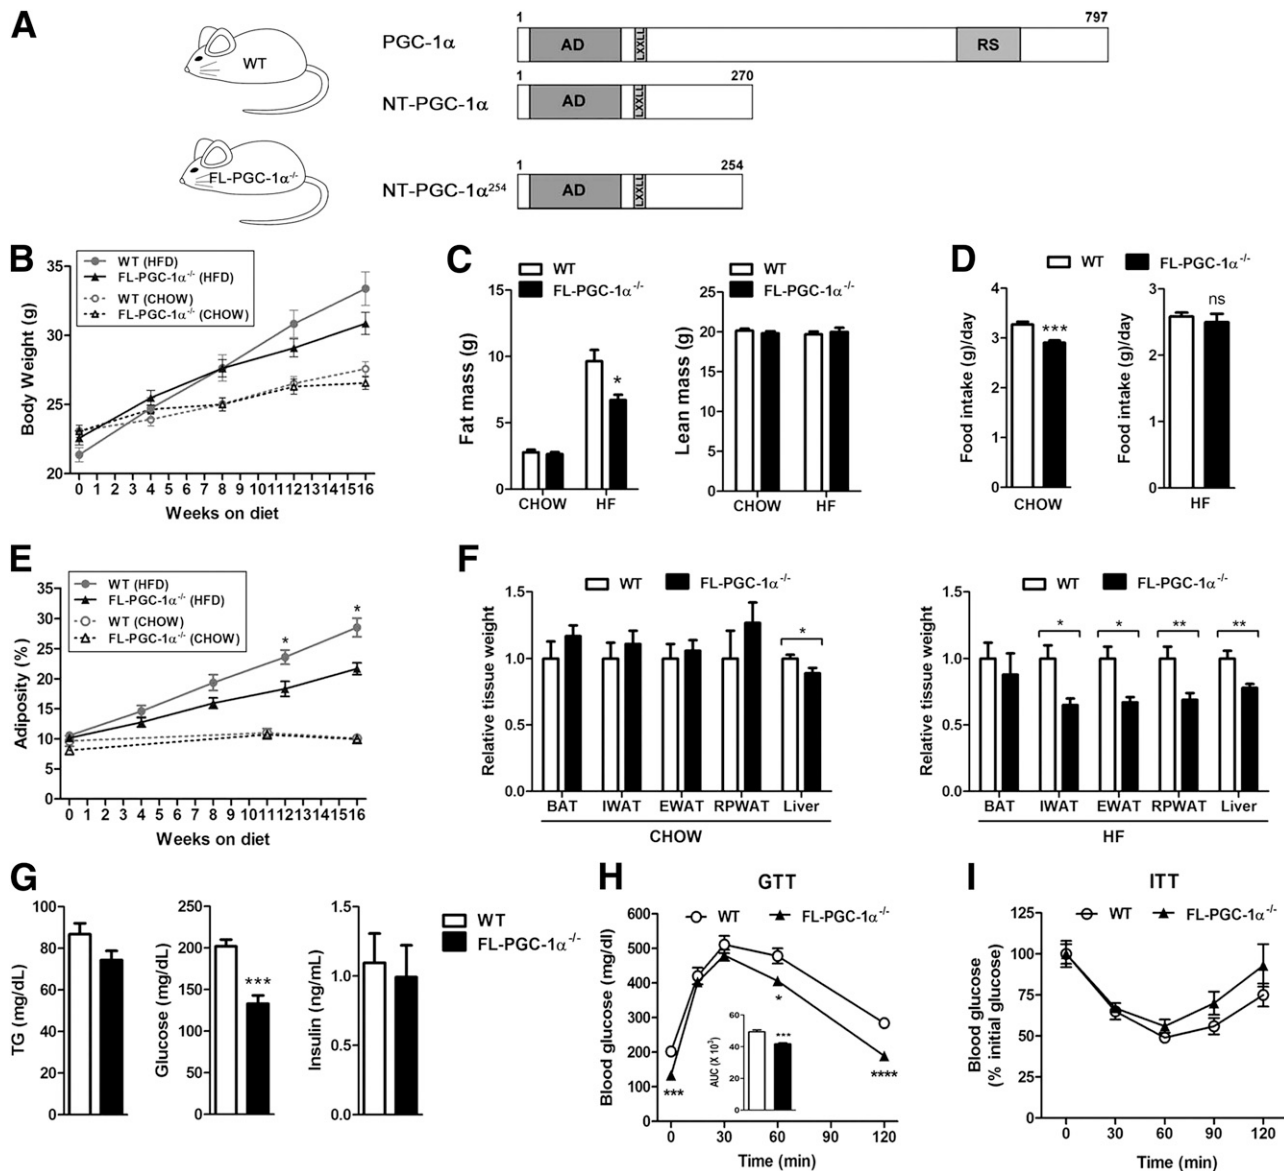 A
WT
PGC-1α
1 797
AD LXXLL RS
NT-PGC-1α
1 270
AD LXXLL
FL-PGC-1α-/-
NT-PGC-1α254
1 254
AD LXXLL
B
WT (HFD)
FL-PGC-1α-/- (HFD)
WT (CHOW)
FL-PGC-1α-/- (CHOW)
Body Weight (g)
35
30
25
20
0 1 2 3 4 5 6 7 8 9 10 11 12 13 14 15 16
Weeks on diet
C
WT
FL-PGC-1α-/-
Fat mass (g)
15
10
5
0
*
CHOW HF
WT
FL-PGC-1α-/-
Lean mass (g)
25
20
15
10
5
0
CHOW HF
D
WT FL-PGC-1α-/-
Food intake (g)/day
4
3
2
1
0
***
CHOW
Food intake (g)/day
3
2
1
0
ns
HF
E
WT (HFD)
FL-PGC-1α-/- (HFD)
WT (CHOW)
FL-PGC-1α-/- (CHOW)
Adiposity (%)
35
30
25
20
15
10
5
0
* *
0 1 2 3 4 5 6 7 8 9 10 11 12 13 14 15 16
Weeks on diet
F
WT FL-PGC-1α-/-
Relative tissue weight
1.5
1.0
0.5
0.0
*
BAT IWAT EWAT RPWAT Liver
CHOW
WT FL-PGC-1α-/-
Relative tissue weight
1.5
1.0
0.5
0.0
* * ** **
BAT IWAT EWAT RPWAT Liver
HF
G
TG (mg/dL)
100
80
60
40
20
0
Glucose (mg/dL)
250
200
150
100
50
0
***
Insulin (ng/mL)
1.5
1.0
0.5
0.0
WT
FL-PGC-1α-/-
H
GTT
WT FL-PGC-1α-/-
Blood glucose (mg/dl)
600
500
400
300
200
100
0
***
*
****
AUC (X 10³)
60
40
20
0
***
0 30 60 90 120
Time (min)
I
ITT
WT FL-PGC-1α-/-
Blood glucose
(% initial glucose)
125
100
75
50
25
0
0 30 60 90 120
Time (min)